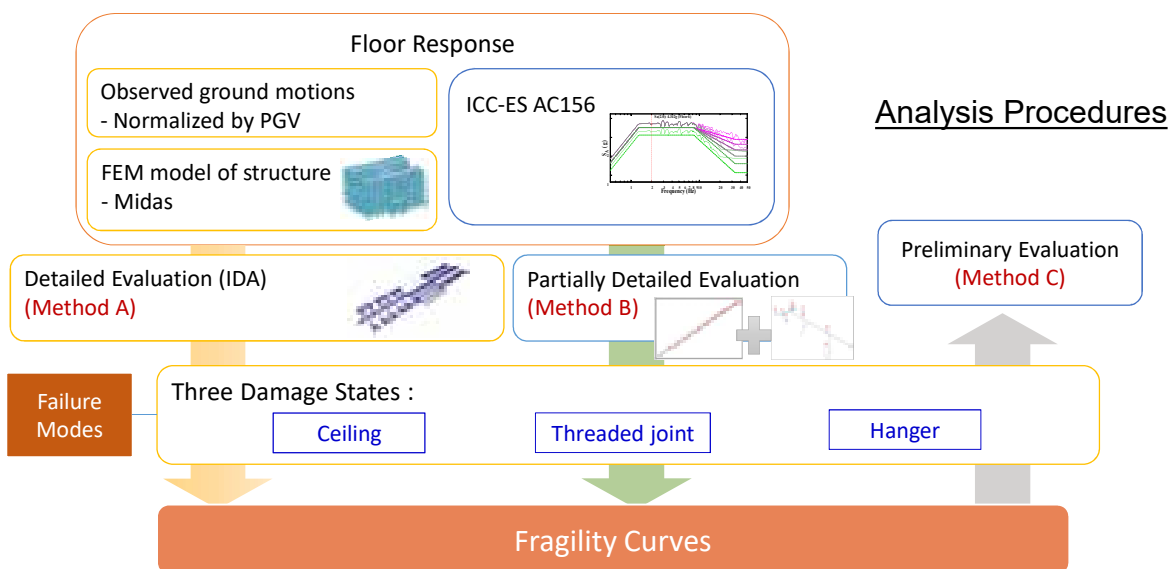 Floor Response
Observed ground motions
- Normalized by PGV
FEM model of structure
- Midas
ICC-ES AC156
Frequency (Hz)
Analysis Procedures
Detailed Evaluation (IDA)
(Method A)
Partially Detailed Evaluation
(Method B)
Preliminary Evaluation
(Method C)
Failure
Modes
Three Damage States :
Ceiling
Threaded joint
Hanger
Fragility Curves